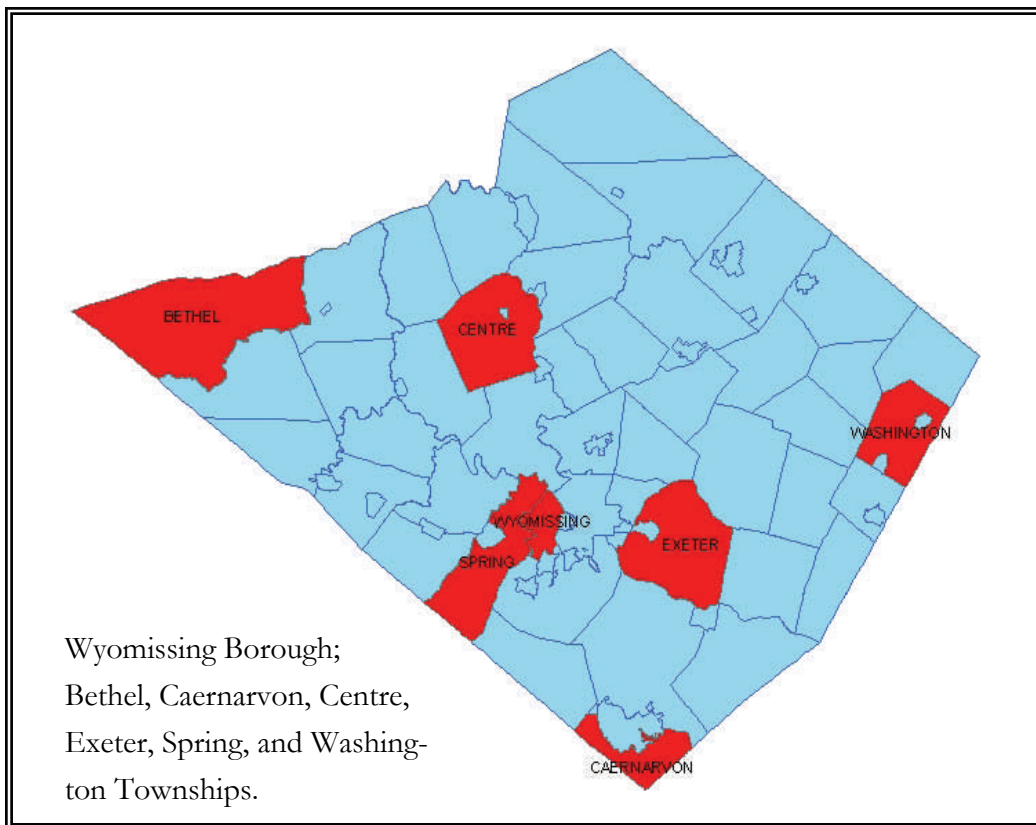 BETHEL
CENTRE
WASHINGTON
WYOMISSING
EXETER
SPRING
Wyomissing Borough;
Bethel, Caernarvon, Centre,
Exeter, Spring, and Washing-
ton Townships.
CAERNARVON